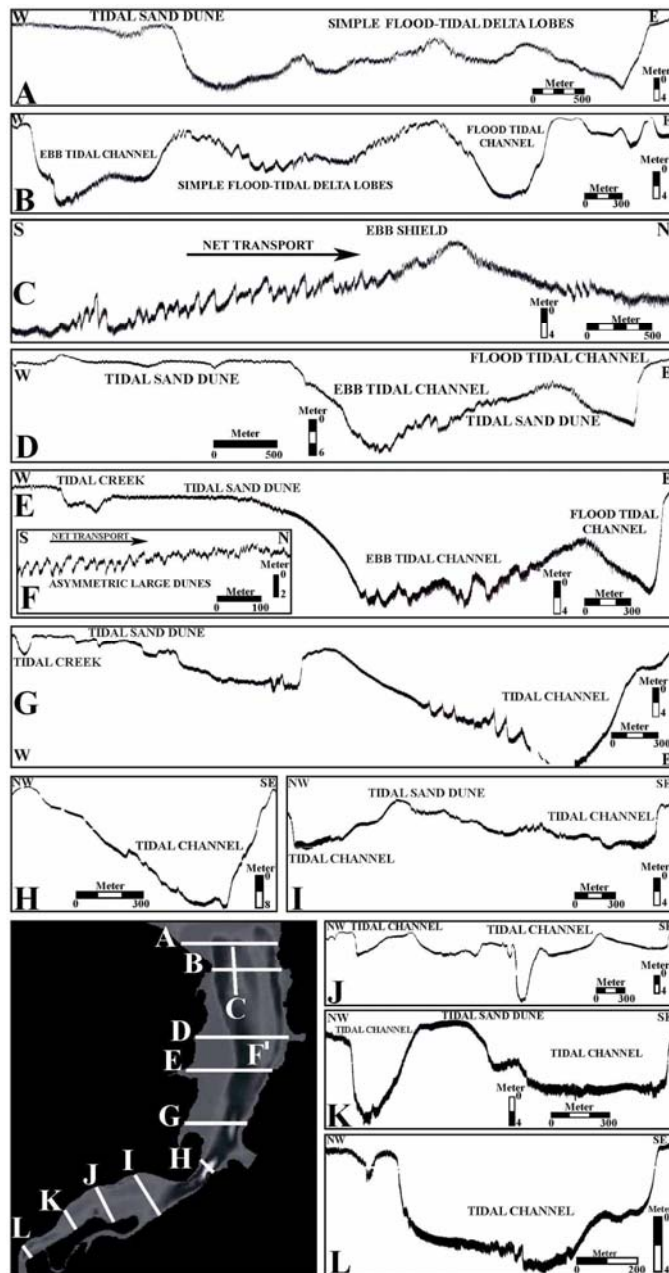 W TIDAL SAND DUNE E
SIMPLE FLOOD-TIDAL DELTA LOBES
Meter
0
4
Meter
0 500
A
W E
EBB TIDAL CHANNEL
FLOOD TIDAL
CHANNEL
SIMPLE FLOOD-TIDAL DELTA LOBES
Meter
0
4
Meter
0 300
B
S EBB SHIELD N
NET TRANSPORT
C
Meter
0
4
Meter
0 500
FLOOD TIDAL CHANNEL
W TIDAL SAND DUNE E
EBB TIDAL CHANNEL
TIDAL SAND DUNE
Meter
0 500
Meter
0
6
D
W E
TIDAL CREEK
TIDAL SAND DUNE
E
FLOOD TIDAL
CHANNEL
EBB TIDAL CHANNEL
Meter
0
4
Meter
0 300
S NET TRANSPORT N
F
ASYMMETRIC LARGE DUNES
Meter
0
2
Meter
0 100
TIDAL SAND DUNE
TIDAL CREEK
TIDAL CHANNEL
Meter
0
4
Meter
0 300
G
W E
NW SE
TIDAL CHANNEL
Meter
0 300
Meter
0
8
H
NW SE
TIDAL SAND DUNE
TIDAL CHANNEL
TIDAL CHANNEL
Meter
0 300
Meter
0
4
I
A
B
C
D
E
F
G
H
I
J
K
L
NW TIDAL CHANNEL TIDAL CHANNEL SE
Meter
0 300
Meter
0
4
J
NW TIDAL SAND DUNE SE
TIDAL CHANNEL
TIDAL CHANNEL
Meter
0
4
Meter
0 300
K
NW SE
TIDAL CHANNEL
Meter
0 200
Meter
0
4
L